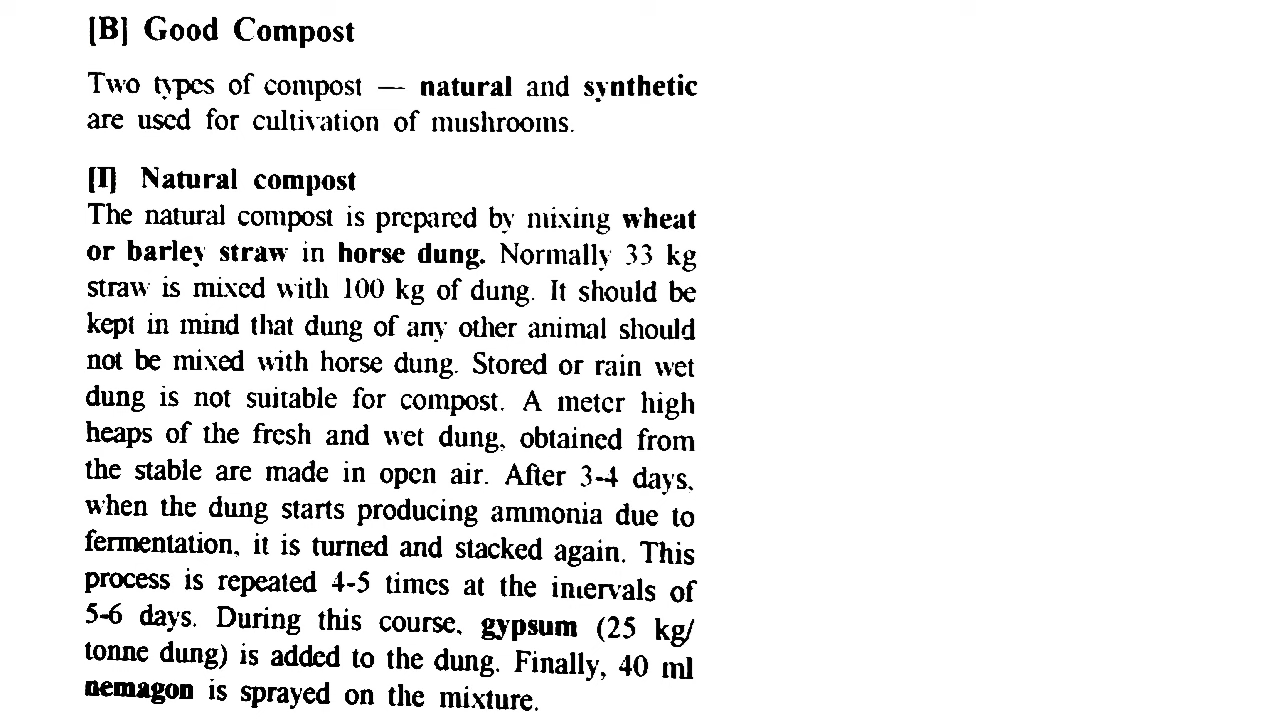 [B] Good Compost
Two types of compost — natural and synthetic
are used for cultivation of mushrooms.
[I] Natural compost
The natural compost is prepared by mixing wheat
or barley straw in horse dung. Normally 33 kg
straw is mixed with 100 kg of dung. It should be
kept in mind that dung of any other animal should
not be mixed with horse dung. Stored or rain wet
dung is not suitable for compost. A meter high
heaps of the fresh and wet dung, obtained from
the stable are made in open air. After 3-4 days,
when the dung starts producing ammonia due to
fermentation, it is turned and stacked again. This
process is repeated 4-5 times at the intervals of
5-6 days. During this course, gypsum (25 kg/
tonne dung) is added to the dung. Finally, 40 ml
nemagon is sprayed on the mixture.